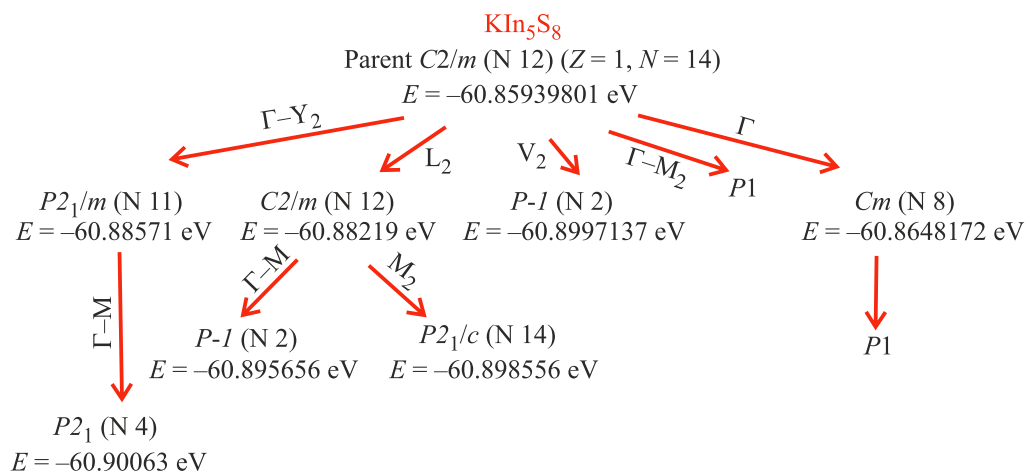 KIn₅S₈
Parent C2/m (N 12) (Z = 1, N = 14)
E = –60.85939801 eV
Γ–Y₂
L₂
V₂
Γ–M₂
Γ
P2₁/m (N 11)
E = –60.88571 eV
C2/m (N 12)
E = –60.88219 eV
P-1 (N 2)
E = –60.8997137 eV
P1
Cm (N 8)
E = –60.8648172 eV
Γ–M
Γ–M
M₂
P-1 (N 2)
E = –60.895656 eV
P2₁/c (N 14)
E = –60.898556 eV
P1
P2₁ (N 4)
E = –60.90063 eV